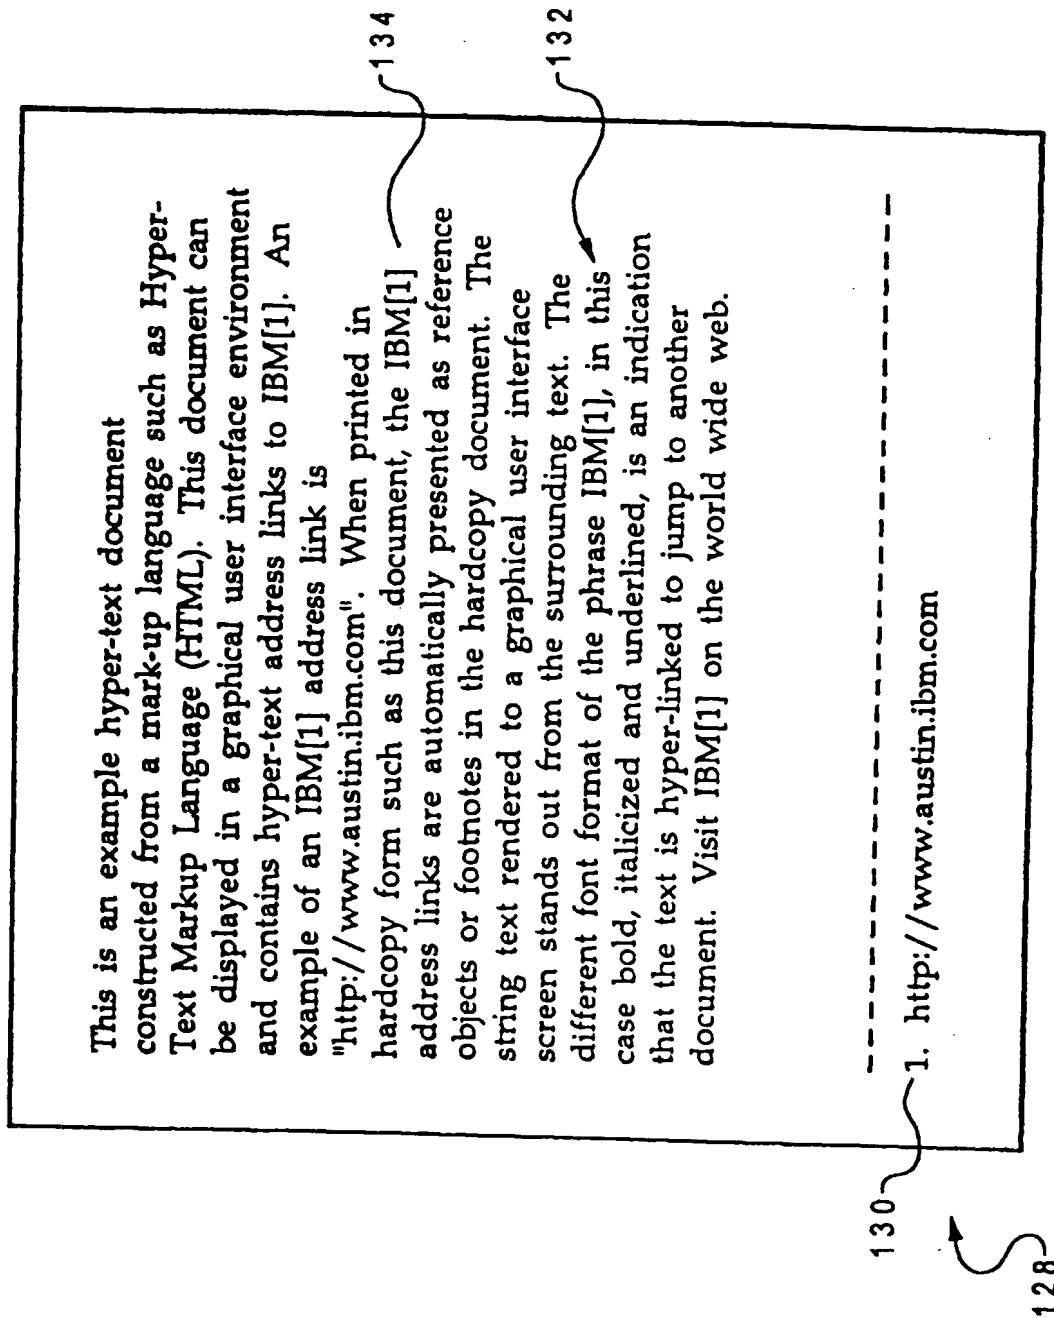 This is an example hyper-text document
constructed from a mark-up language such as Hyper-
Text Markup Language (HTML). This document can
be displayed in a graphical user interface environment
and contains hyper-text address links to IBM[1]. An
example of an IBM[1] address link is
"http://www.austin.ibm.com". When printed in
hardcopy form such as this document, the IBM[1]
address links are automatically presented as reference
objects or footnotes in the hardcopy document. The
string text rendered to a graphical user interface
screen stands out from the surrounding text. The
different font format of the phrase IBM[1], in this
case bold, italicized and underlined, is an indication
that the text is hyper-linked to jump to another
document. Visit IBM[1] on the world wide web.
134
132
1. http://www.austin.ibm.com
130
128